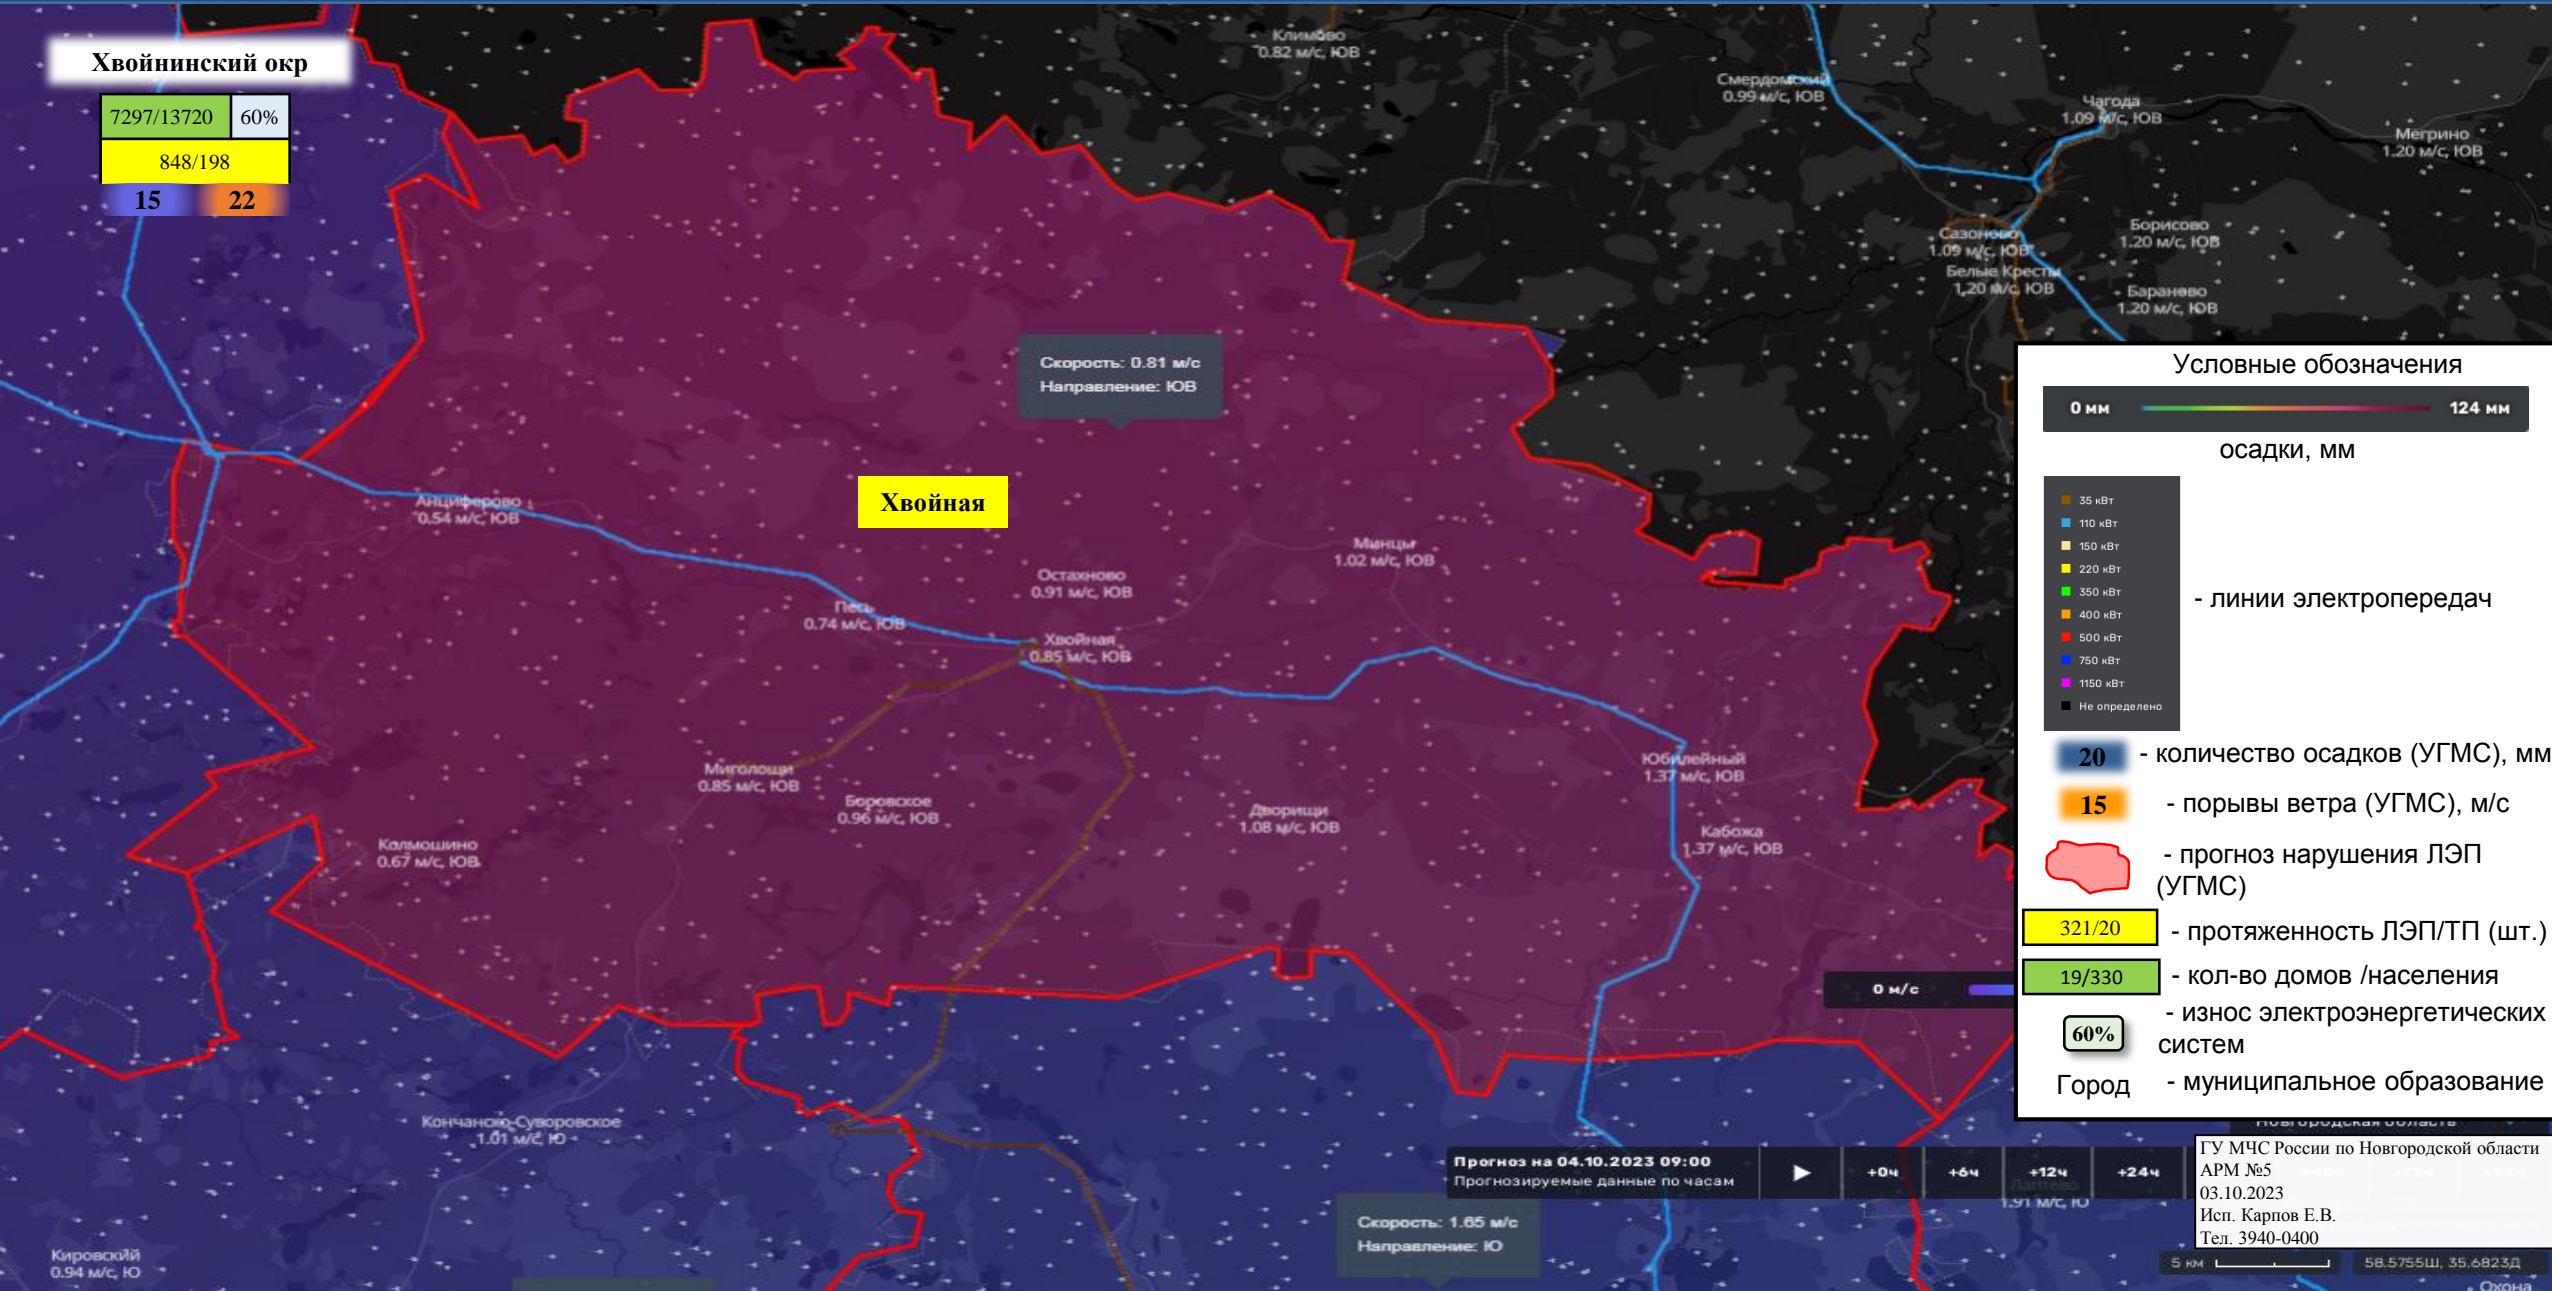 Хвойнинский окр
7297/13720 60%
848/198
15 22
Климово
0.82 м/с, ЮВ
Смердомский
0.99 м/с, ЮВ
Чагода
1.09 м/с, ЮВ
Мегрино
1.20 м/с, ЮВ
Сазоново
1.09 м/с, ЮВ
Борисово
1.20 м/с, ЮВ
Белые Кресты
1.20 м/с, ЮВ
Бараново
1.20 м/с, ЮВ
Скорость: 0.81 м/с
Направление: ЮВ
Хвойная
Анциферово
0.54 м/с, ЮВ
Минцы
1.02 м/с, ЮВ
Остахново
0.91 м/с, ЮВ
Песь
0.74 м/с, ЮВ
Хвойная
0.85 м/с, ЮВ
Миголощи
0.85 м/с, ЮВ
Боровское
0.96 м/с, ЮВ
Дворищи
1.08 м/с, ЮВ
Юбилейный
1.37 м/с, ЮВ
Кабожа
1.37 м/с, ЮВ
Колмошино
0.67 м/с, ЮВ
0 м/с
Кончанско-Суворовское
1.01 м/с, Ю
Кировский
0.94 м/с, Ю
Скорость: 1.65 м/с
Направление: Ю
Прогноз на 04.10.2023 09:00
Прогнозируемые данные по часам
+0ч +6ч +12ч +24ч
Лаптево
1.91 м/с, Ю
Условные обозначения
0 мм 124 мм
осадки, мм
35 кВт
110 кВт
150 кВт
220 кВт
350 кВт
400 кВт
500 кВт
750 кВт
1150 кВт
Не определено
- линии электропередач
20 - количество осадков (УГМС), мм
15 - порывы ветра (УГМС), м/с
- прогноз нарушения ЛЭП
(УГМС)
321/20 - протяженность ЛЭП/ТП (шт.)
19/330 - кол-во домов /населения
60% - износ электроэнергетических
систем
Город - муниципальное образование
Новгородская область
ГУ МЧС России по Новгородской области
АРМ №5
03.10.2023
Исп. Карпов Е.В.
Тел. 3940-0400
5 км 58.5755Ш, 35.6823Д
Охона